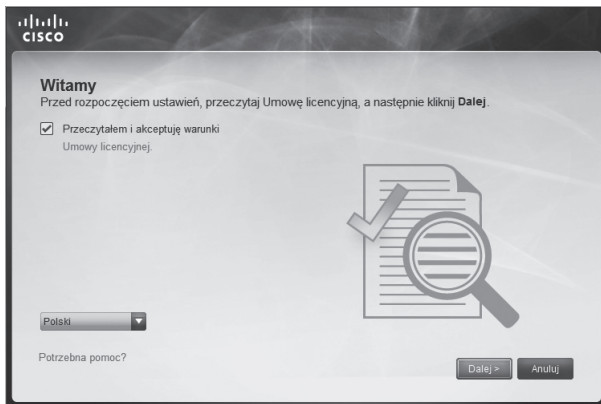 CISCO
Witamy
Przed rozpoczęciem ustawień, przeczytaj Umowę licencyjną, a następnie kliknij Dalej.
Przeczytałem i akceptuję warunki
Umowy licencyjnej.
Polski
Potrzebna pomoc?
Dalej >
Anuluj